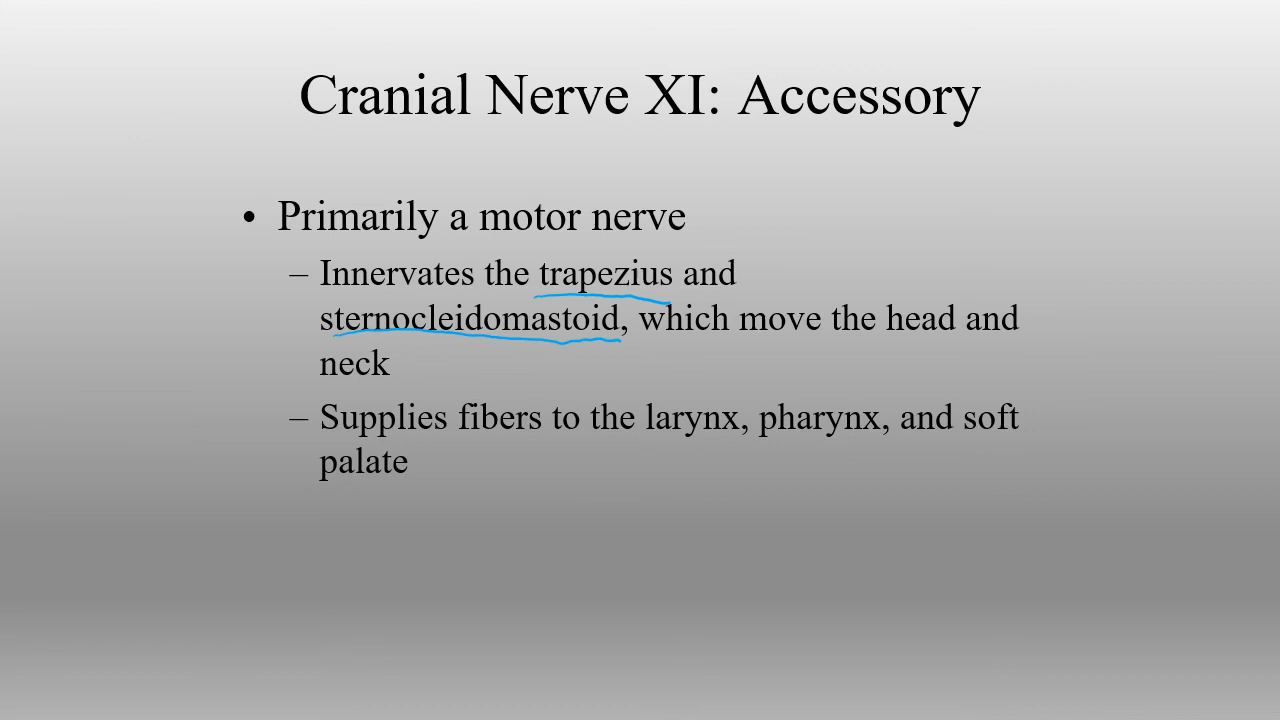 Cranial Nerve XI: Accessory
• Primarily a motor nerve
– Innervates the trapezius and
sternocleidomastoid, which move the head and
neck
– Supplies fibers to the larynx, pharynx, and soft
palate